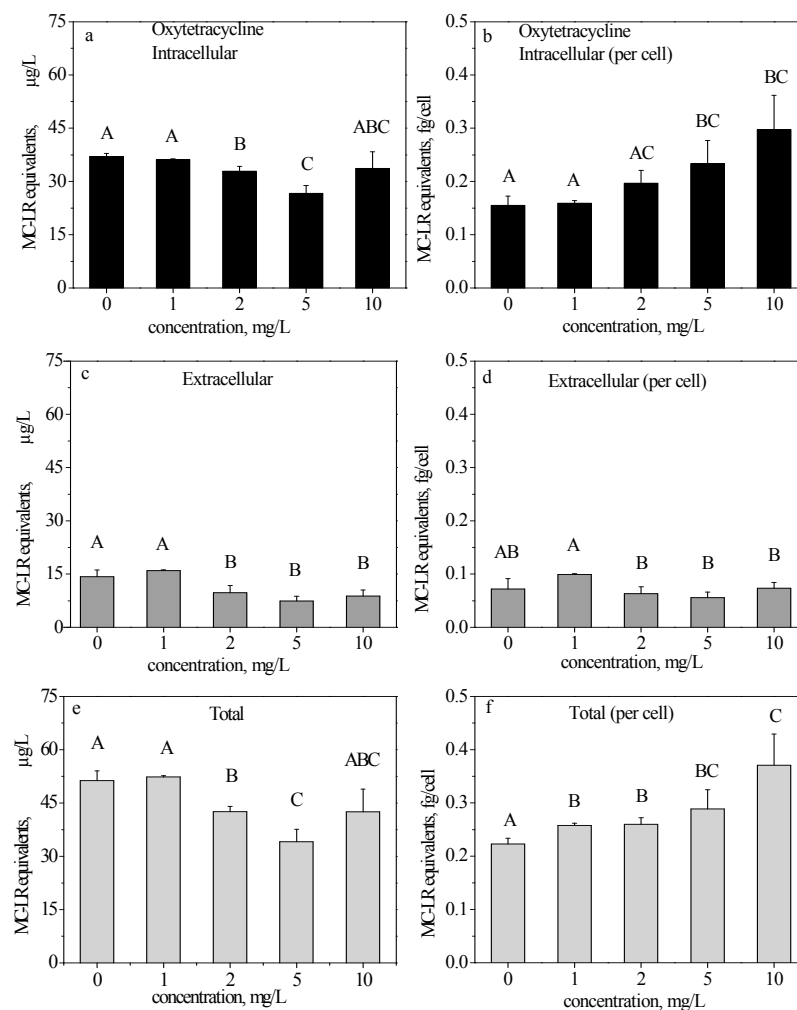 a
Oxytetracycline
Intracellular
MC-LR equivalents, µg/L
75
60
45
30
15
0
A
A
B
C
ABC
0 1 2 5 10
concentration, mg/L
b
Oxytetracycline
Intracellular (per cell)
MC-LR equivalents, fg/cell
0.5
0.4
0.3
0.2
0.1
0.0
A
A
AC
BC
BC
0 1 2 5 10
concentration, mg/L
c
Extracellular
MC-LR equivalents, µg/L
75
60
45
30
15
0
A
A
B
B
B
0 1 2 5 10
concentration, mg/L
d
Extracellular (per cell)
MC-LR equivalents, fg/cell
0.5
0.4
0.3
0.2
0.1
0.0
AB
A
B
B
B
0 1 2 5 10
concentration, mg/L
e
Total
MC-LR equivalents, µg/L
75
60
45
30
15
0
A
A
B
C
ABC
0 1 2 5 10
concentration, mg/L
f
Total (per cell)
MC-LR equivalents, fg/cell
0.5
0.4
0.3
0.2
0.1
0.0
A
B
B
BC
C
0 1 2 5 10
concentration, mg/L